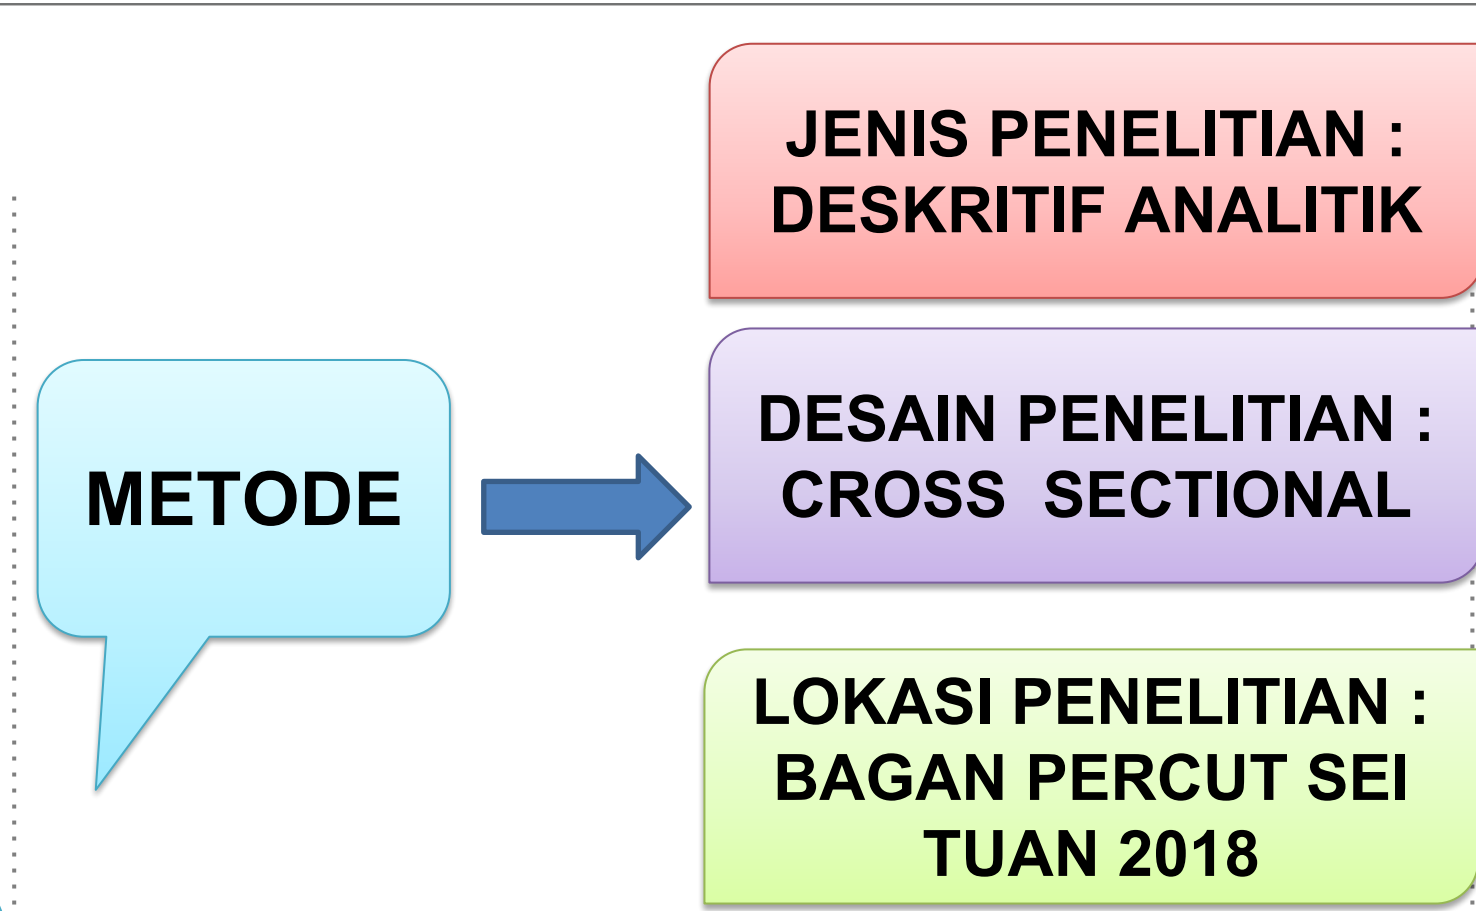 METODE
JENIS PENELITIAN :
DESKRITIF ANALITIK
DESAIN PENELITIAN :
CROSS  SECTIONAL
LOKASI PENELITIAN :
BAGAN PERCUT SEI
TUAN 2018